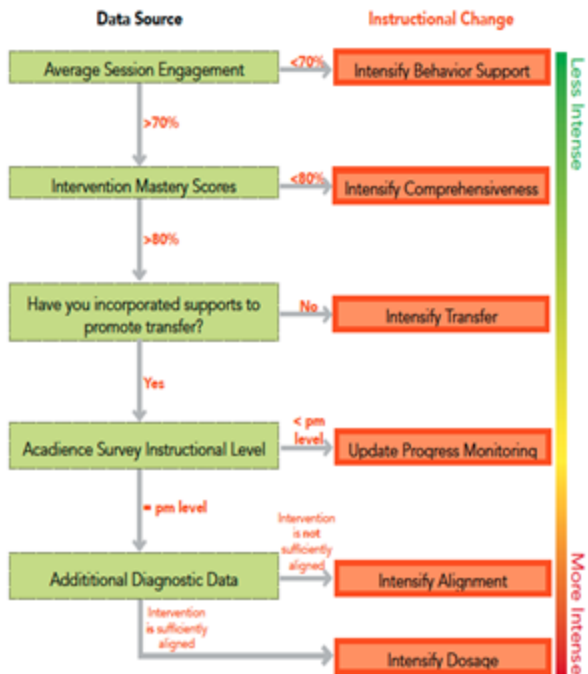 Data Source
Instructional Change
Average Session Engagement
<70%
Intensify Behavior Support
>70%
Intervention Mastery Scores
<80%
Intensify Comprehensiveness
>80%
Have you incorporated supports to
promote transfer?
No
Intensify Transfer
Yes
Acadience Survey Instructional Level
< pm
level
Update Progress Monitoring
= pm level
Intervention
is not
sufficiently
aligned
Addititional Diagnostic Data
Intensify Alignment
Intervention
is sufficiently
aligned
Intensify Dosage
Less Intense
More Intense